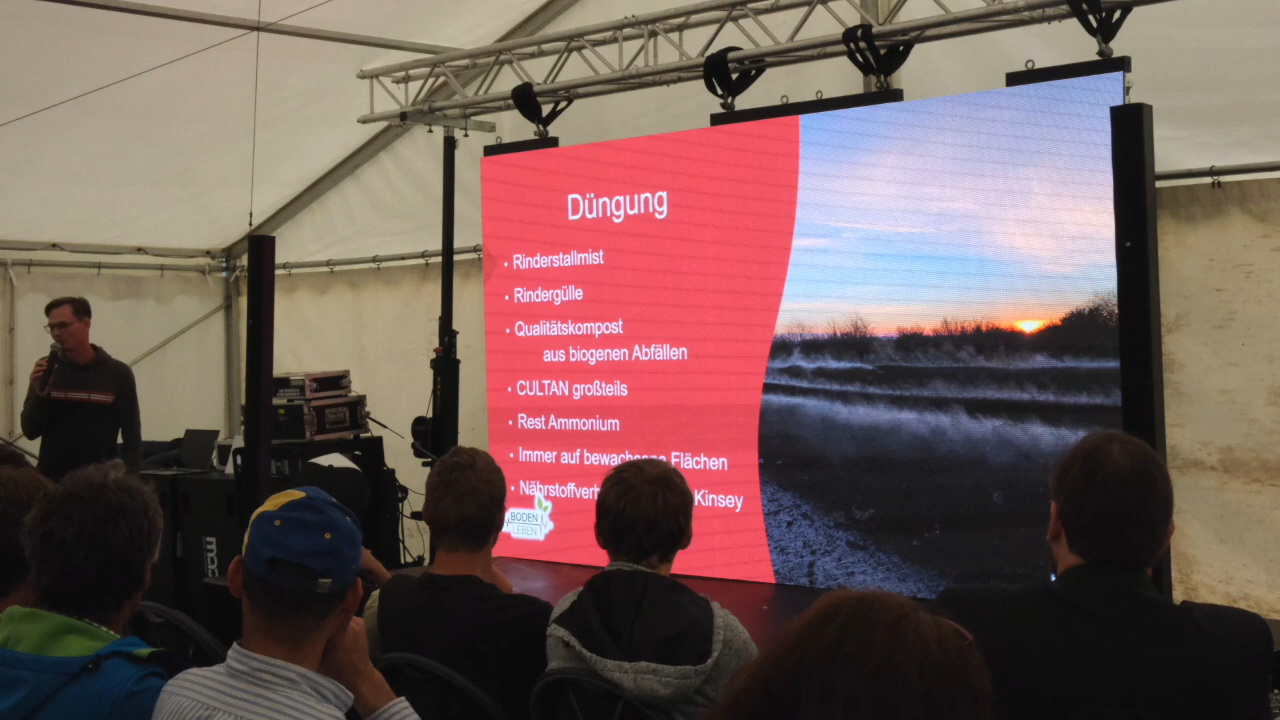 Düngung
• Rinderstallmist
• Rindergülle
• Qualitätskompost
aus biogenen Abfällen
• CULTAN großteils
• Rest Ammonium
• Immer auf bewachsene Flächen
• Kinsey
BODEN
LEBEN